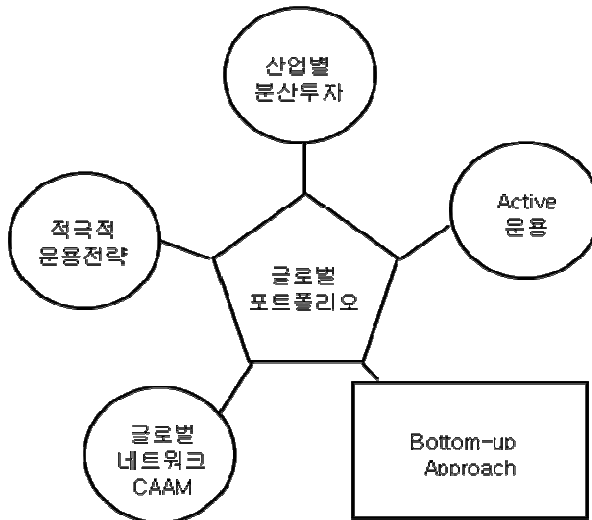 산업별
분산투자
Active
운용
적극적
운용전략
글로벌
포트폴리오
글로벌
네트워크
CAAM
Bottom-up
Approach